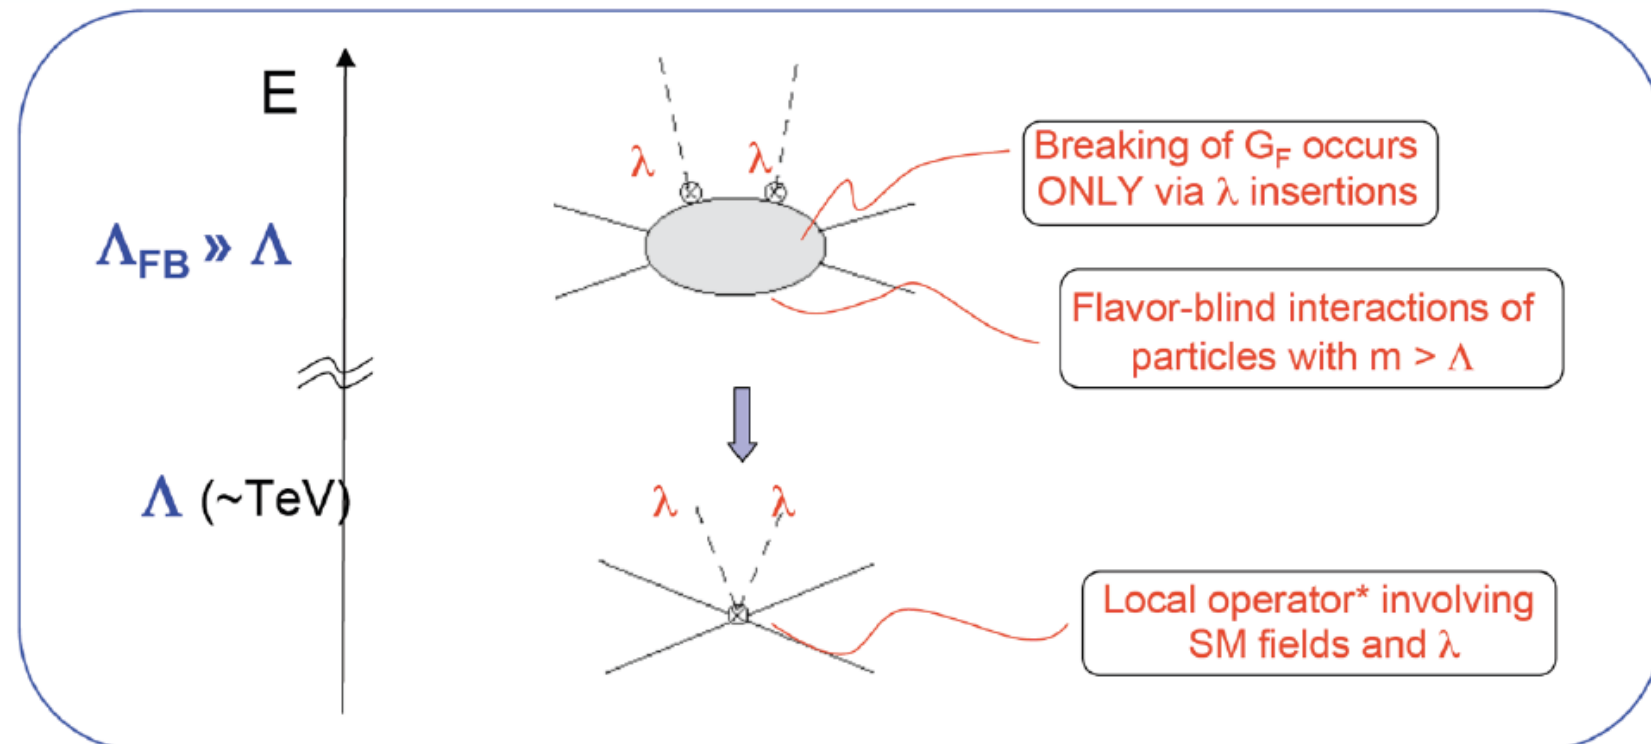 E
λ λ
Breaking of G_F occurs
ONLY via λ insertions
Λ_FB » Λ
Flavor-blind interactions of
particles with m > Λ
Λ (~TeV)
λ λ
Local operator* involving
SM fields and λ